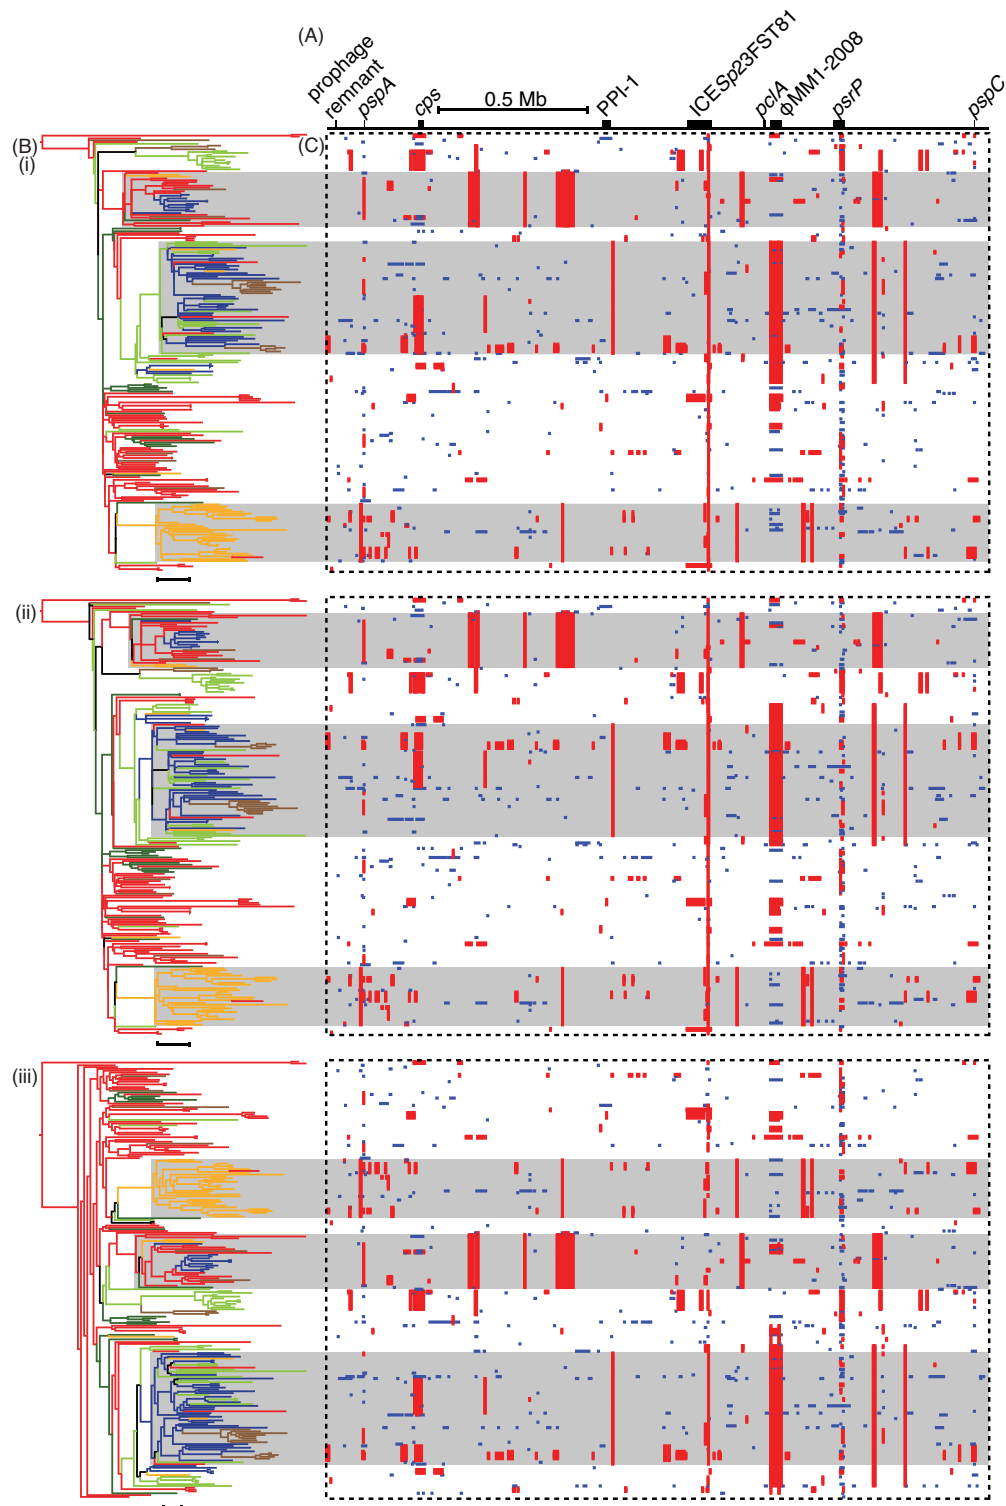 (A)
prophage
remnant
pspA
cps
0.5 Mb
PPI-1
ICESp23FST81
pclA
ϕMM1-2008
psrP
pspC
(B)
(C)
(i)
(ii)
(iii)